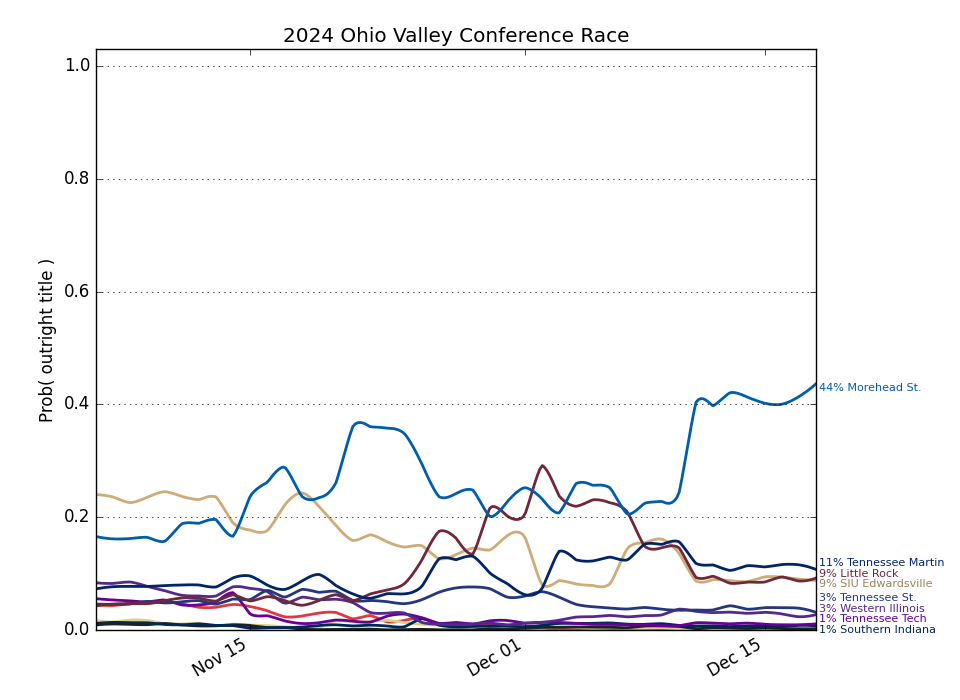 2024 Ohio Valley Conference Race
Prob( outright title )
1.0
0.8
0.6
0.4
0.2
0.0
Nov 15
Dec 01
Dec 15
44% Morehead St.
11% Tennessee Martin
9% Little Rock
9% SIU Edwardsville
3% Tennessee St.
3% Western Illinois
1% Tennessee Tech
1% Southern Indiana